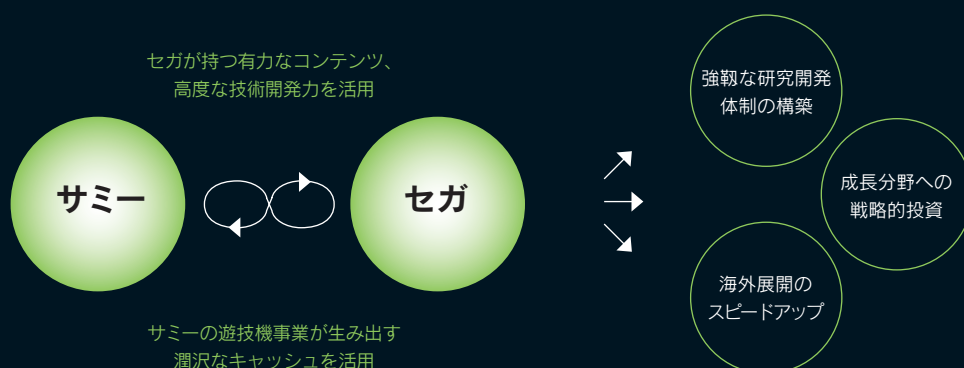 セガが持つ有力なコンテンツ、
高度な技術開発力を活用
サミー
セガ
サミーの遊技機事業が生み出す
潤沢なキャッシュを活用
強靱な研究開発
体制の構築
成長分野への
戦略的投資
海外展開の
スピードアップ